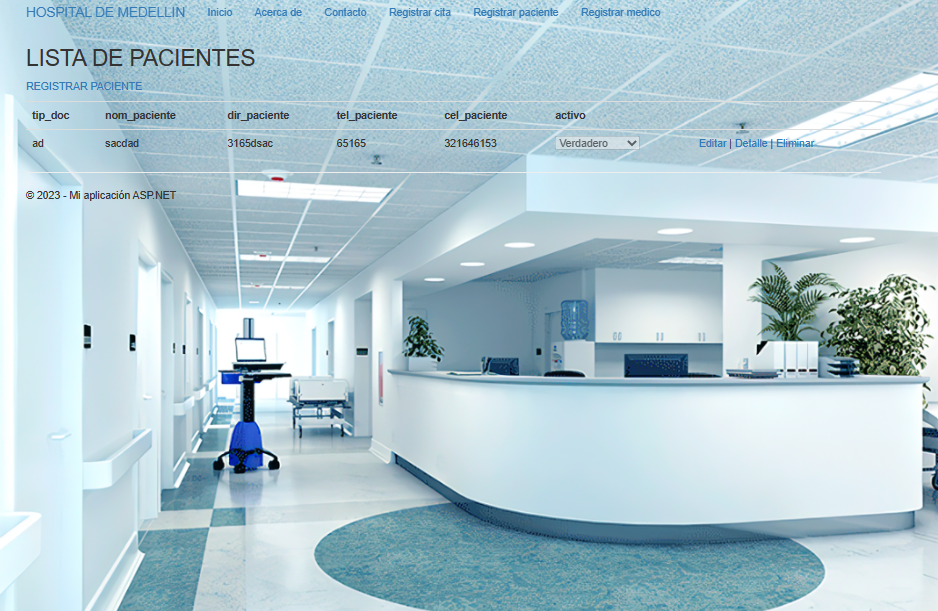 HOSPITAL DE MEDELLIN Inicio Acerca de Contacto Registrar cita Registrar paciente Registrar medico
LISTA DE PACIENTES
REGISTRAR PACIENTE
tip_doc nom_paciente dir_paciente tel_paciente cel_paciente activo
ad sacdad 3165dsac 65165 321646153 Verdadero Editar | Detalle | Eliminar
© 2023 - Mi aplicación ASP.NET